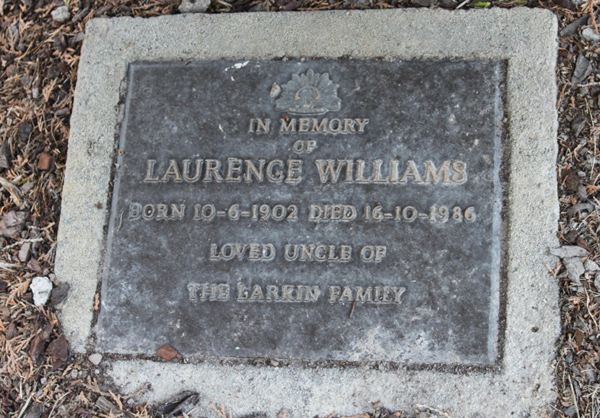 IN MEMORY
OF
LAURENCE WILLIAMS
BORN 10-6-1902 DIED 16-10-1986
LOVED UNCLE OF
THE LARKIN FAMILY